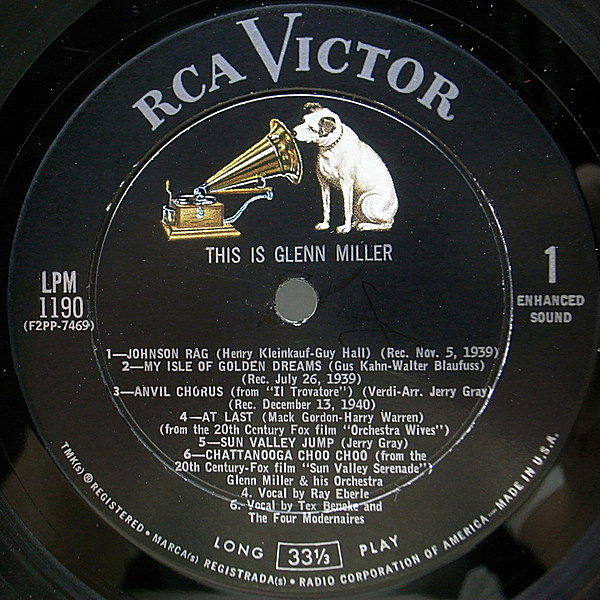 RCA VICTOR
THIS IS GLENN MILLER
LPM
1190
(F2PP-7469)
1
ENHANCED
SOUND
1—JOHNSON RAG (Henry Kleinkauf-Guy Hall) (Rec. Nov. 5, 1939)
2—MY ISLE OF GOLDEN DREAMS (Gus Kahn-Walter Blaufuss)
(Rec. July 26, 1939)
3—ANVIL CHORUS (from "Il Trovatore") (Verdi-Arr. Jerry Gray)
(Rec. December 13, 1940)
4—AT LAST (Mack Gordon-Harry Warren)
(from the 20th Century Fox film "Orchestra Wives")
5—SUN VALLEY JUMP (Jerry Gray)
6—CHATTANOOGA CHOO CHOO (from the
20th Century-Fox film "Sun Valley Serenade")
Glenn Miller & his Orchestra
4. Vocal by Ray Eberle
6. Vocal by Tex Beneke and
The Four Modernaires
LONG 33⅓ PLAY
TMK(s) ® REGISTERED • MARCA(s) REGISTRADA(s) • RADIO CORPORATION OF AMERICA—MADE IN U.S.A.